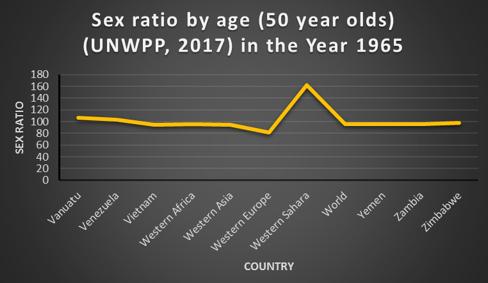 Sex ratio by age (50 year olds)
(UNWPP, 2017) in the Year 1965
180
160
140
120
100
80
60
40
20
0
SEX RATIO
Vanuatu
Venezuela
Vietnam
Western Africa
Western Asia
Western Europe
Western Sahara
World
Yemen
Zambia
Zimbabwe
COUNTRY